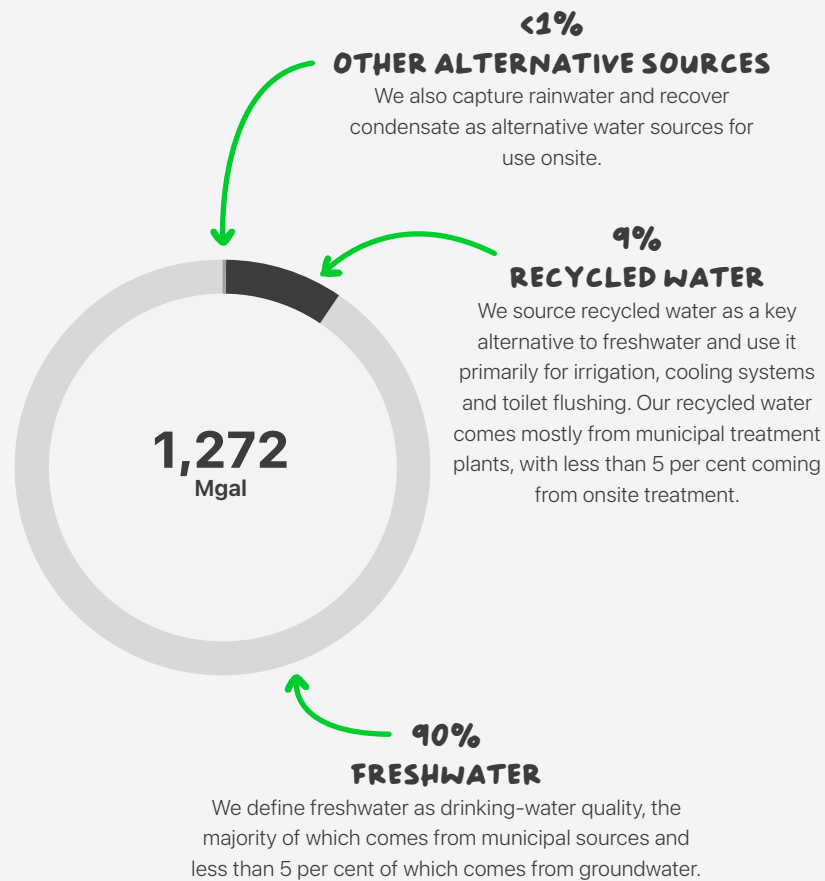 <1%
OTHER ALTERNATIVE SOURCES
We also capture rainwater and recover
condensate as alternative water sources for
use onsite.
9%
RECYCLED WATER
We source recycled water as a key
alternative to freshwater and use it
primarily for irrigation, cooling systems
and toilet flushing. Our recycled water
comes mostly from municipal treatment
plants, with less than 5 per cent coming
from onsite treatment.
1,272
Mgal
90%
FRESHWATER
We define freshwater as drinking-water quality, the
majority of which comes from municipal sources and
less than 5 per cent of which comes from groundwater.